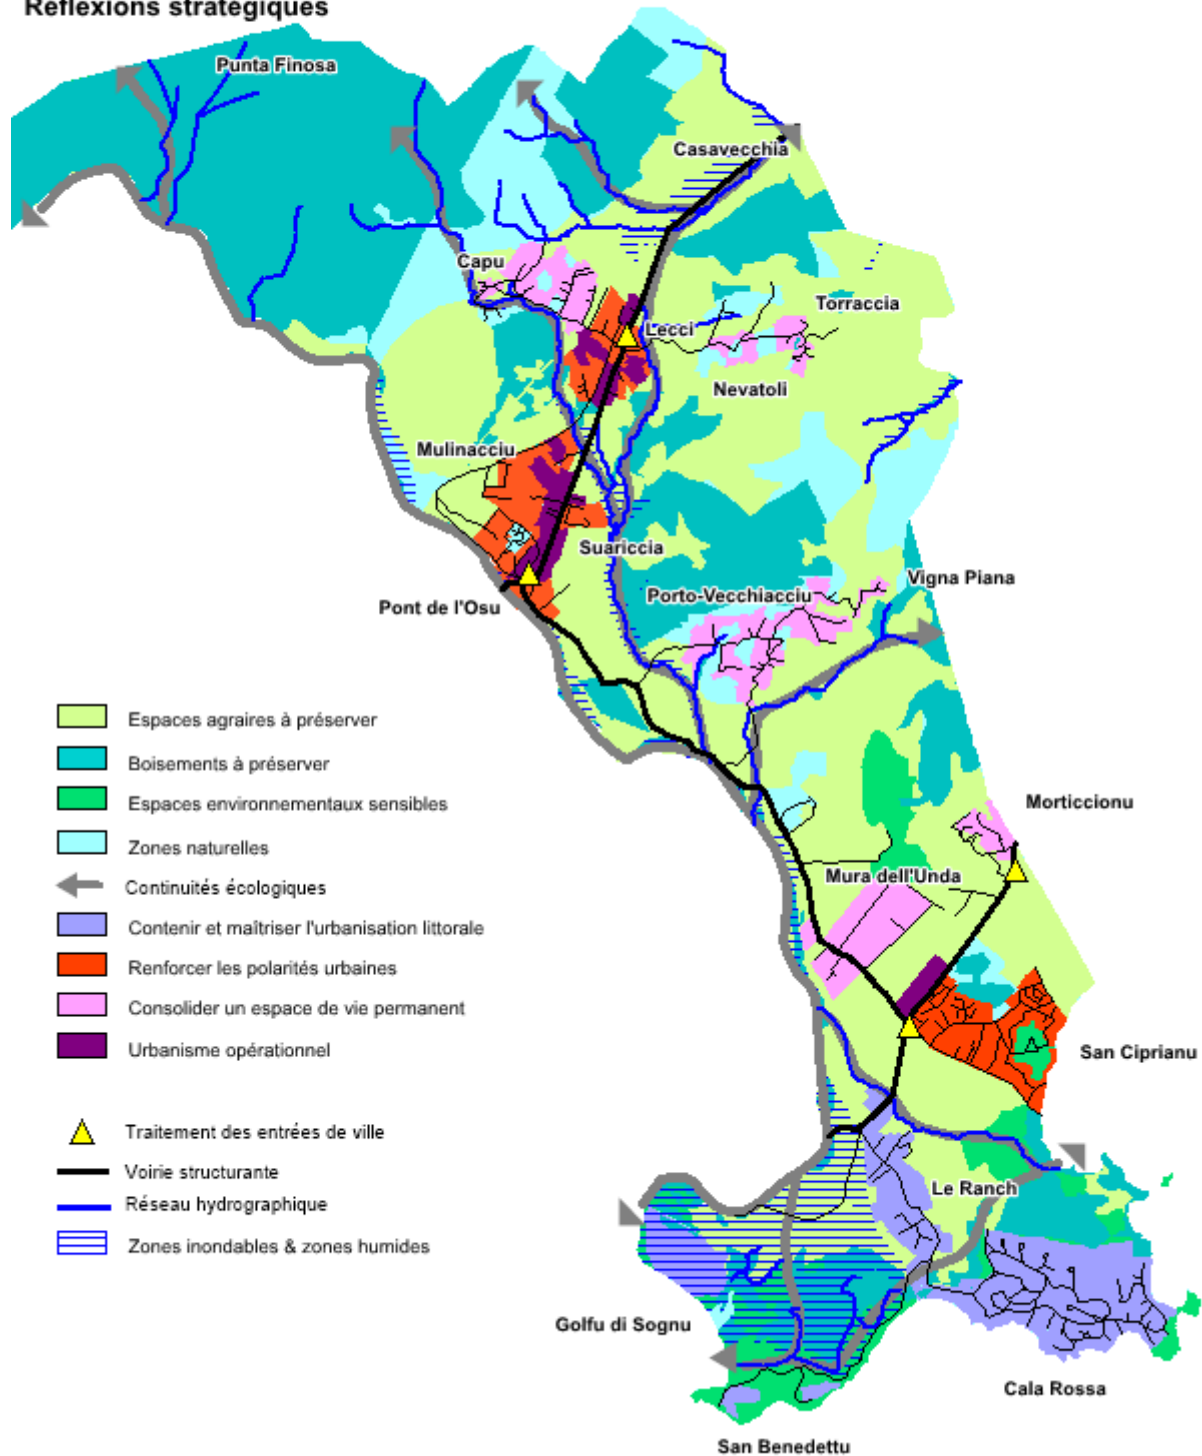 Réflexions stratégiques
Punta Finosa
Casavecchia
Capu
Torraccia
Lecci
Nevatoli
Mulinacciu
Suariccia
Vigna Piana
Porto-Vecchiacciu
Pont de l'Osu
Espaces agraires à préserver
Boisements à préserver
Espaces environnementaux sensibles
Morticcionu
Zones naturelles
Mura dell'Unda
Continuités écologiques
Contenir et maîtriser l'urbanisation littorale
Renforcer les polarités urbaines
Consolider un espace de vie permanent
Urbanisme opérationnel
San Ciprianu
Traitement des entrées de ville
Voirie structurante
Le Ranch
Réseau hydrographique
Zones inondables & zones humides
Golfu di Sognu
Cala Rossa
San Benedettu